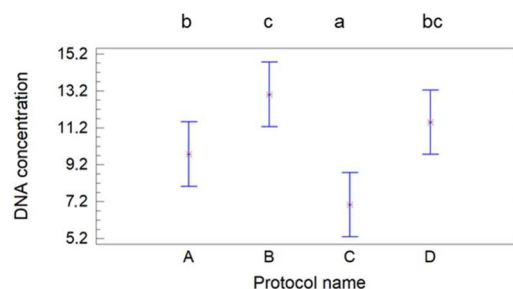 b c a bc
15.2
13.2
11.2
9.2
7.2
5.2
DNA concentration
A B C D
Protocol name